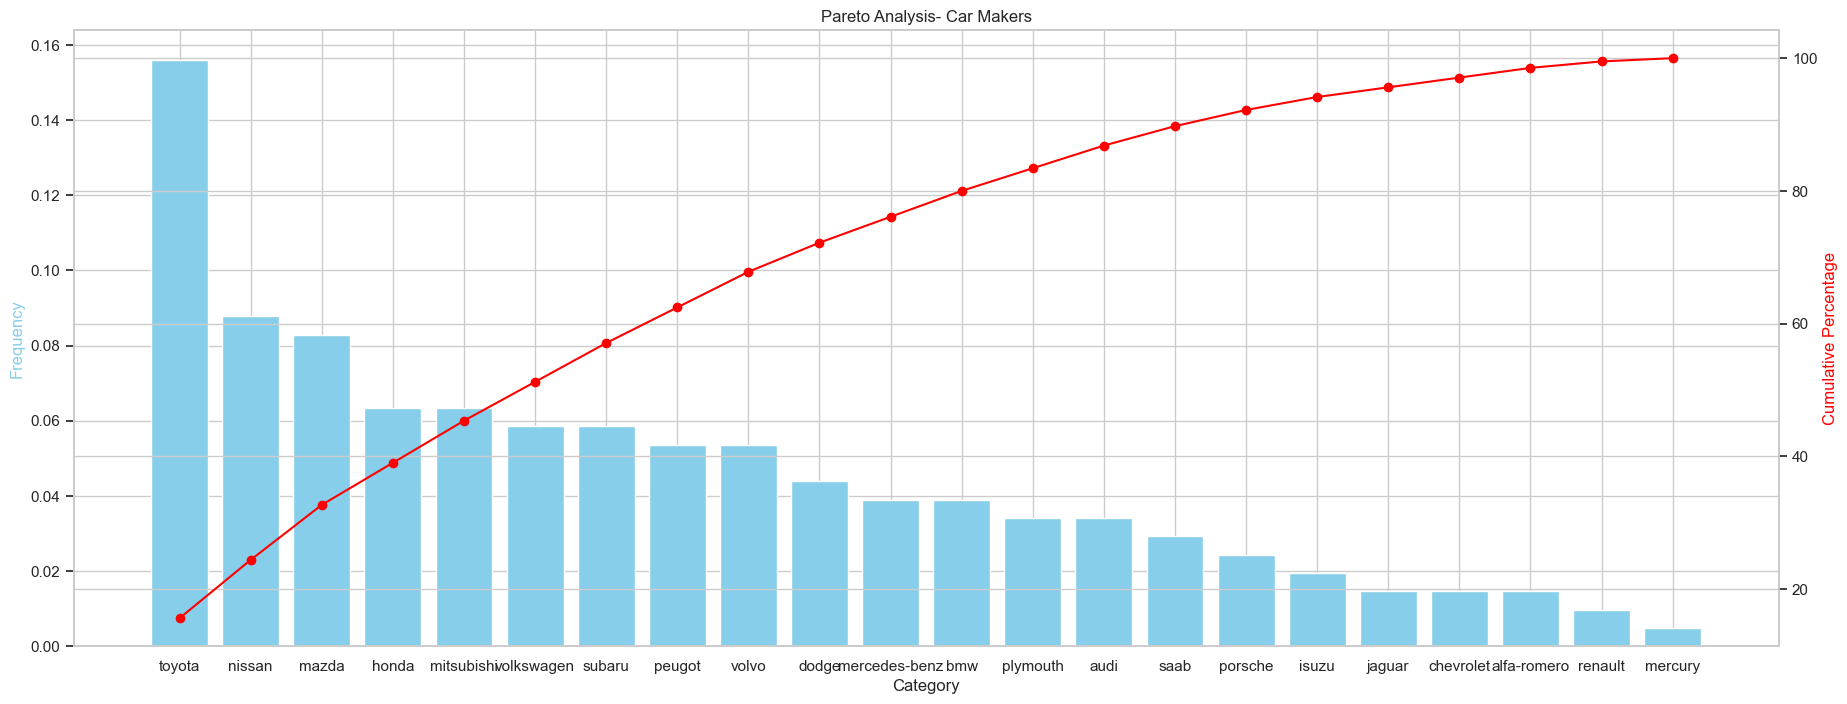 Pareto Analysis- Car Makers
Frequency
0.16
0.14
0.12
0.10
0.08
0.06
0.04
0.02
0.00
100
80
60
40
20
Cumulative Percentage
toyota nissan mazda honda mitsubishi volkswagen subaru peugot volvo dodge mercedes-benz bmw plymouth audi saab porsche isuzu jaguar chevrolet alfa-romero renault mercury
Category